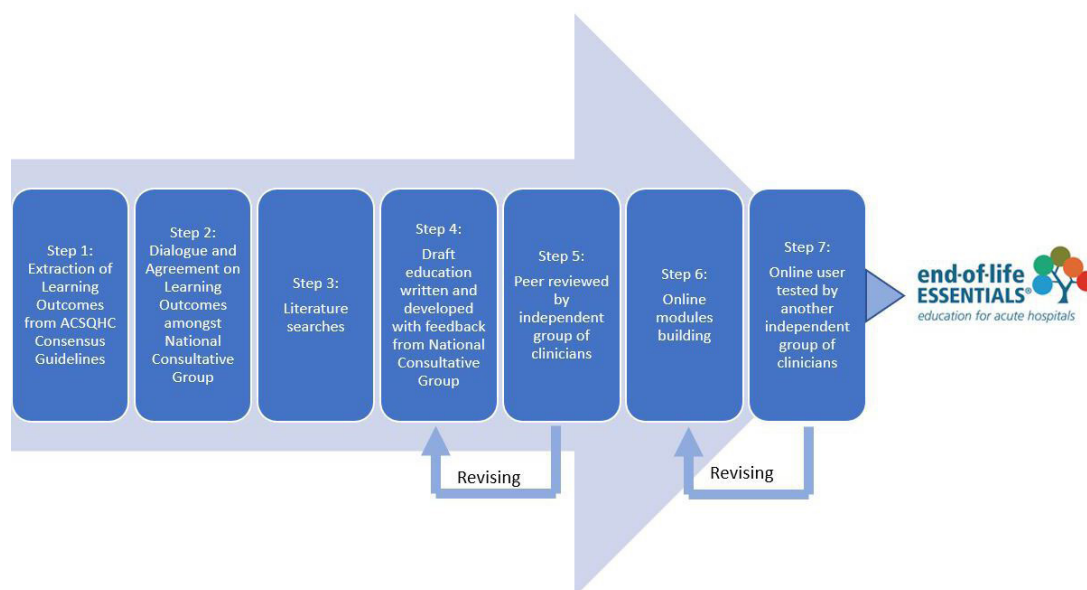 Step 1:
Extraction of
Learning
Outcomes
from ACSQHC
Consensus
Guidelines
Step 2:
Dialogue and
Agreement on
Learning
Outcomes
amongst
National
Consultative
Group
Step 3:
Literature
searches
Step 4:
Draft
education
written and
developed
with feedback
from National
Consultative
Group
Step 5:
Peer reviewed
by
independent
group of
clinicians
Step 6:
Online
modules
building
Step 7:
Online user
tested by
another
independent
group of
clinicians
end-of-life
ESSENTIALS®
education for acute hospitals
Revising
Revising